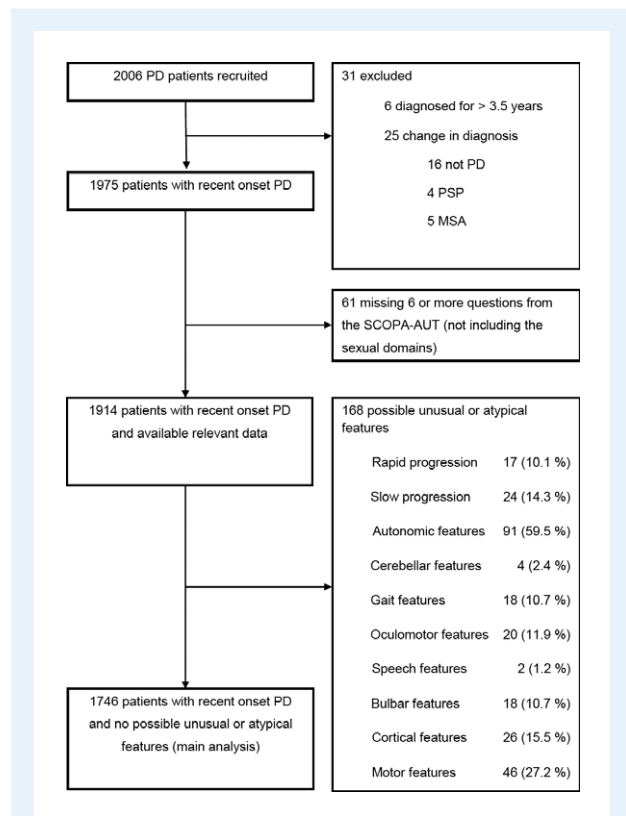 2006 PD patients recruited
31 excluded
6 diagnosed for > 3.5 years
25 change in diagnosis
16 not PD
4 PSP
5 MSA
1975 patients with recent onset PD
61 missing 6 or more questions from
the SCOPA-AUT (not including the
sexual domains)
1914 patients with recent onset PD
and available relevant data
168 possible unusual or atypical
features
Rapid progression 17 (10.1 %)
Slow progression 24 (14.3 %)
Autonomic features 91 (59.5 %)
Cerebellar features 4 (2.4 %)
Gait features 18 (10.7 %)
Oculomotor features 20 (11.9 %)
Speech features 2 (1.2 %)
Bulbar features 18 (10.7 %)
Cortical features 26 (15.5 %)
Motor features 46 (27.2 %)
1746 patients with recent onset PD
and no possible unusual or atypical
features (main analysis)